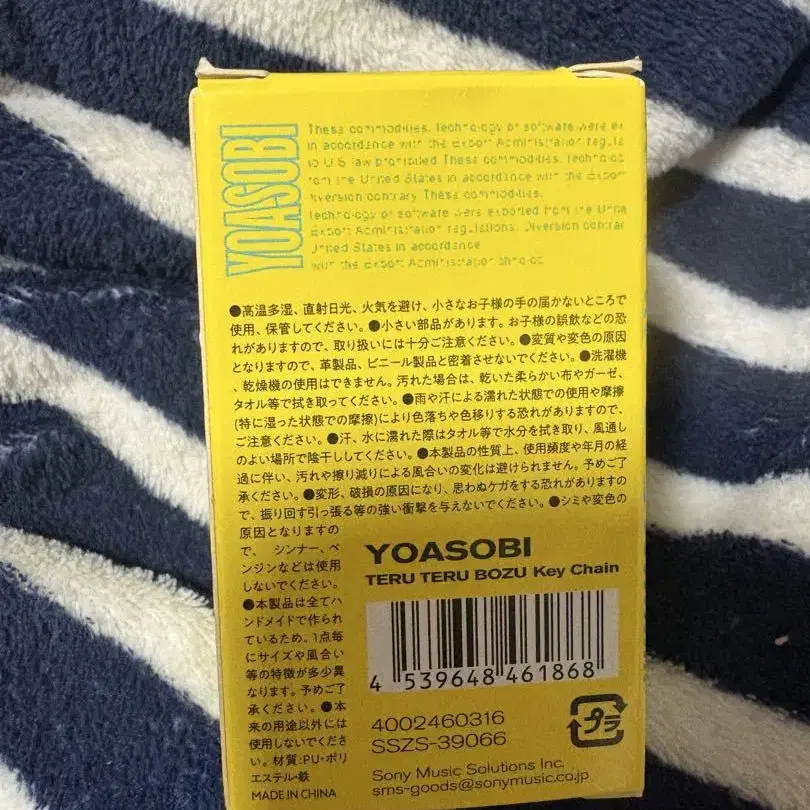 YOASOBI
These commodities. Technology or software were ex
in accordance with the Export Administration regula
to U.S law prohibited These commodities. Technolog
from the United States in accordance with the Export
Diversion contrary These commodities.
Technology or software were exported from the Unite
Export Administration regulations. Diversion contrar
United States in accordance
with the Export Administration
●高温多湿、直射日光、火気を避け、小さなお子様の手の届かないところで
使用、保管してください。●小さい部品があります。お子様の誤飲などの恐
れがありますので、取り扱いには十分ご注意ください。●変質や変色の原因
となりますので、革製品、ビニール製品と密着させないでください。●洗濯機
、乾燥機の使用はできません。汚れた場合は、乾いた柔らかい布やガーゼ、
タオル等で拭き取ってください。●雨や汗による濡れた状態での使用や摩擦
(特に湿った状態での摩擦)により色落ちや色移りする恐れがありますので、
ご注意ください。●汗、水に濡れた際はタオル等で水分を拭き取り、風通し
のよい場所で陰干ししてください。●本製品の性質上、使用頻度や年月の経
過に伴い、汚れや擦り減りによる風合いの変化は避けられません。予めご了
承ください。●変形、破損の原因になり、思わぬケガをする恐れがありますの
で、振り回す引っ張る等の強い衝撃を与えないでください。●シミや変色の
原因となりますの
で、シンナー、ベ
ンジンなどは使用
しないでください。
●本製品は全てハ
ンドメイドで作られ
ているため、1点毎
にサイズや風合い
等の特徴が多少異
なります。予めご了
承ください。●本
来の用途以外には
使用しないでくださ
い。材質:PU・ポリ
エステル・鉄
MADE IN CHINA
YOASOBI
TERU TERU BOZU Key Chain
4 539648 461868
4002460316
SSZS-39066
プラ
Sony Music Solutions Inc.
sms-goods@sonymusic.co.jp